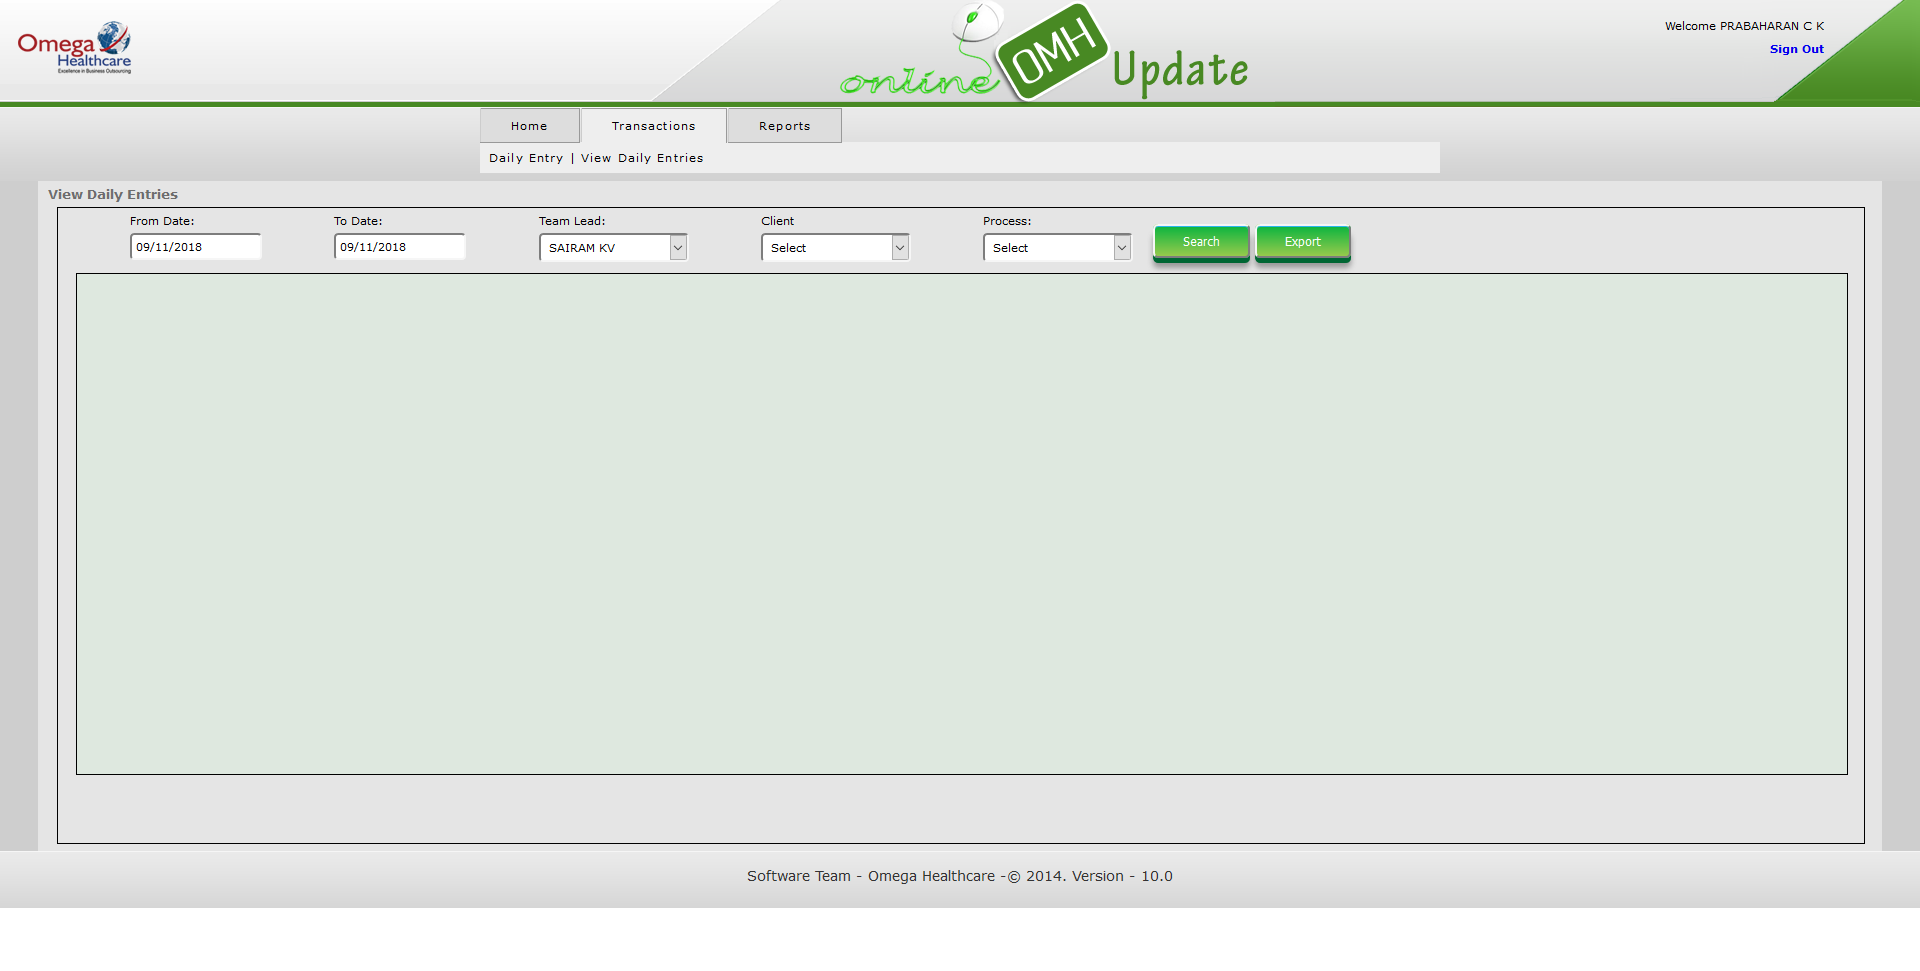 Omega
Healthcare
Excellence in Business Outsourcing
online OMH Update
Welcome PRABAHARAN C K
Sign Out
Home Transactions Reports
Daily Entry | View Daily Entries
View Daily Entries
From Date: To Date: Team Lead: Client Process:
09/11/2018 09/11/2018 SAIRAM KV Select Select Search Export
Software Team - Omega Healthcare -© 2014. Version - 10.0